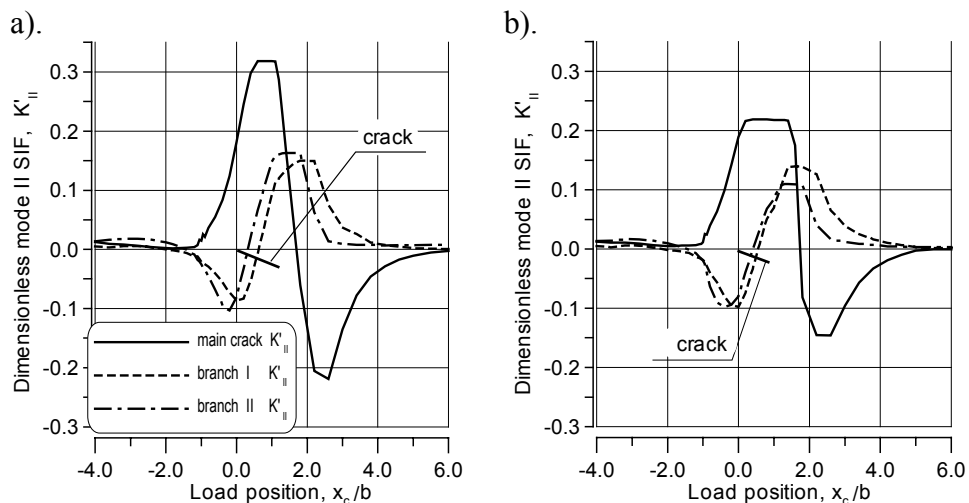 a).
Dimensionless mode II SIF, K'II
0.3
0.2
0.1
0.0
-0.1
-0.2
-0.3
crack
main crack K'II
branch I K'II
branch II K'II
-4.0 -2.0 0.0 2.0 4.0 6.0
Load position, xc/b
b).
Dimensionless mode II SIF, K'II
0.3
0.2
0.1
0.0
-0.1
-0.2
-0.3
crack
-4.0 -2.0 0.0 2.0 4.0 6.0
Load position, xc/b